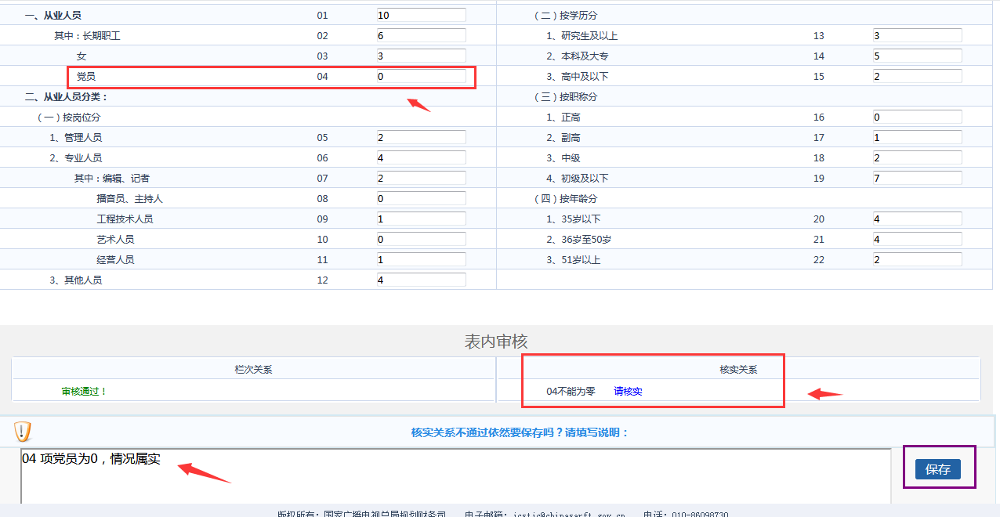 一、从业人员 01 10 （二）按学历分
其中：长期职工 02 6 1、研究生及以上 13 3
女 03 3 2、本科及大专 14 5
党员 04 0 3、高中及以下 15 2
二、从业人员分类： （三）按职称分
（一）按岗位分 1、正高 16 0
1、管理人员 05 2 2、副高 17 1
2、专业人员 06 4 3、中级 18 2
其中：编辑、记者 07 2 4、初级及以下 19 7
播音员、主持人 08 0 （四）按年龄分
工程技术人员 09 1 1、35岁以下 20 4
艺术人员 10 0 2、36岁至50岁 21 4
经营人员 11 1 3、51岁以上 22 2
3、其他人员 12 4
表内审核
栏次关系 核实关系
审核通过！ 04不能为零 请核实
核实关系不通过依然要保存吗？请填写说明：
04 项党员为0，情况属实
保存
版权所有：国家广播电视总局规划财务司 电子邮箱： 电话：010-86098730